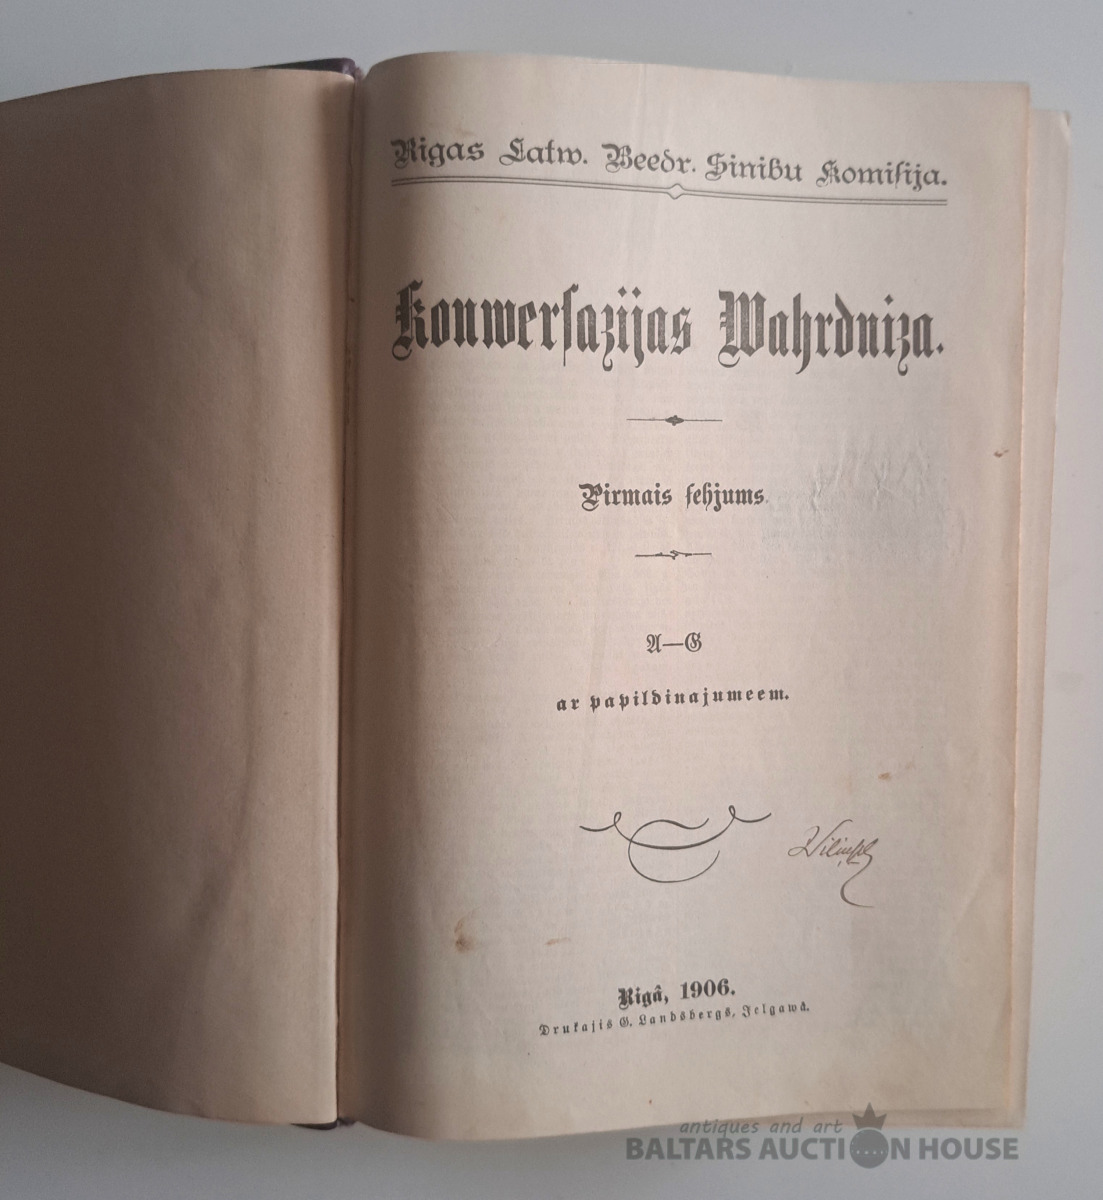 Rigas Latw. Beedr. Sinibu Komiſija.
Konwerſazijas Wahrdniza.
Pirmais ſehjums.
A—G
ar papildinajumeem.
Rigâ, 1906.
Drukajis G. Landsbergs, Jelgawâ.
antiques and art
BALTARS AUCTION HOUSE